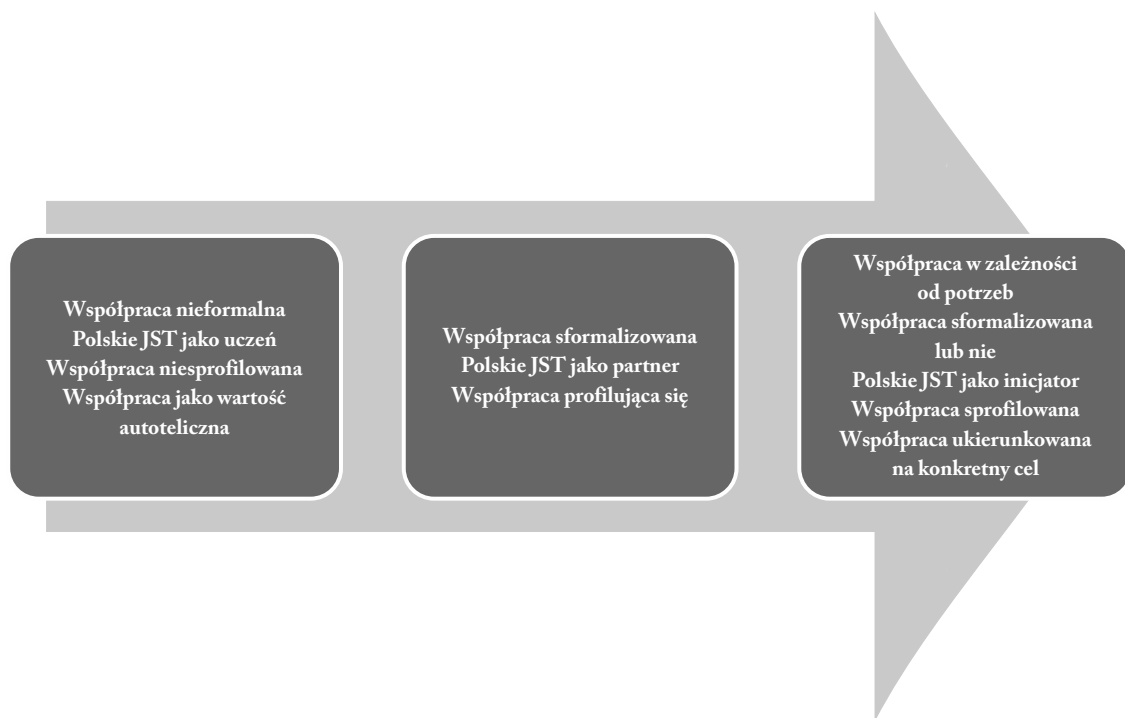 Współpraca nieformalna
Polskie JST jako uczeń
Współpraca niesprofilowana
Współpraca jako wartość
autoteliczna
Współpraca sformalizowana
Polskie JST jako partner
Współpraca profilująca się
Współpraca w zależności
od potrzeb
Współpraca sformalizowana
lub nie
Polskie JST jako inicjator
Współpraca sprofilowana
Współpraca ukierunkowana
na konkretny cel